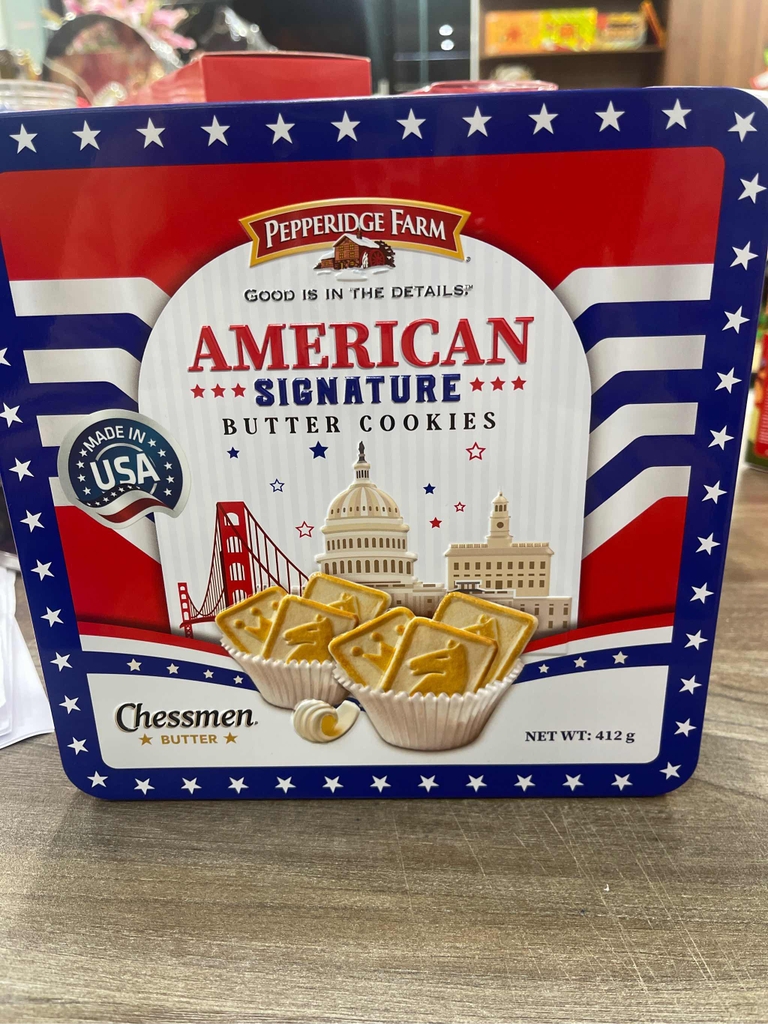 PEPPERIDGE FARM
GOOD IS IN THE DETAILS.™
AMERICAN
SIGNATURE
BUTTER COOKIES
MADE IN
USA
Chessmen.
BUTTER
NET WT: 412 g